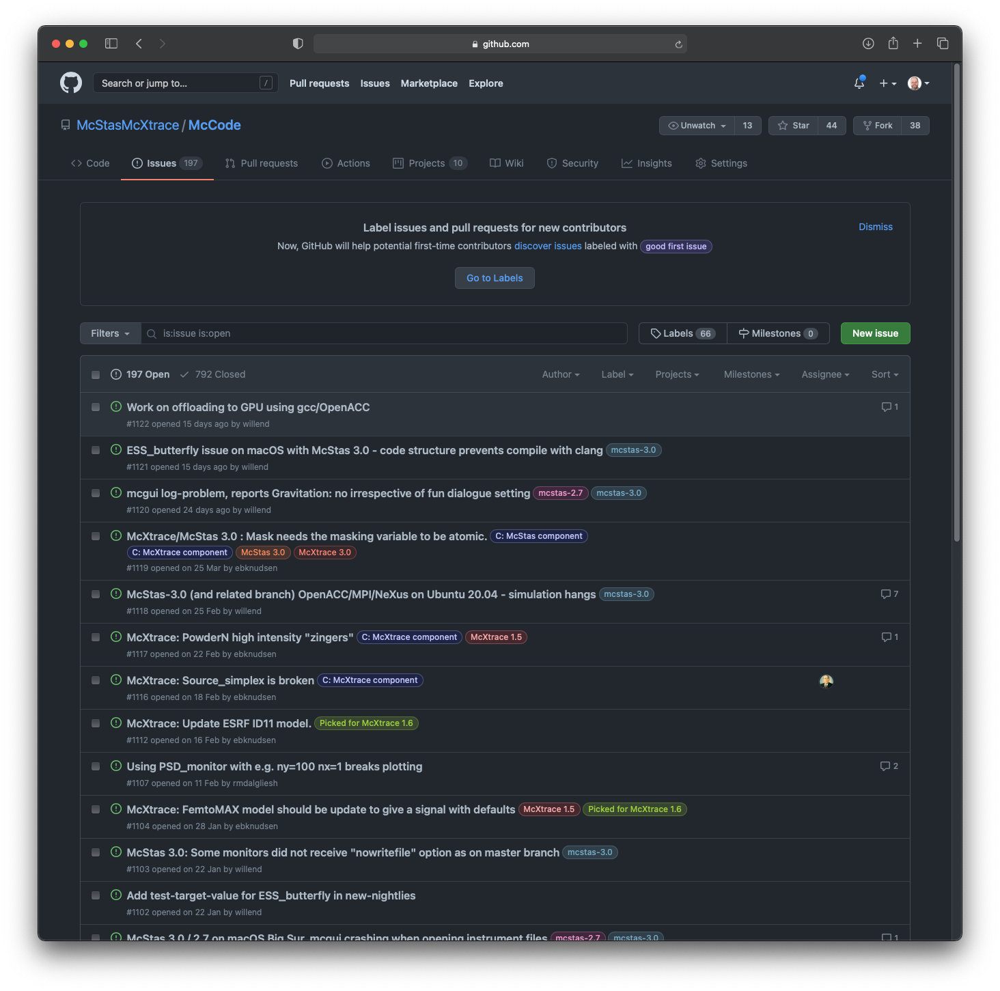 github.com
Search or jump to... /
Pull requests Issues Marketplace Explore
McStasMcXtrace / McCode
Unwatch 13 Star 44 Fork 38
Code Issues 197 Pull requests Actions Projects 10 Wiki Security Insights Settings
Label issues and pull requests for new contributors
Dismiss
Now, GitHub will help potential first-time contributors discover issues labeled with good first issue
Go to Labels
Filters is:issue is:open Labels 66 Milestones 0 New issue
197 Open 792 Closed Author Label Projects Milestones Assignee Sort
Work on offloading to GPU using gcc/OpenACC 1
#1122 opened 15 days ago by willend
ESS_butterfly issue on macOS with McStas 3.0 - code structure prevents compile with clang mcstas-3.0
#1121 opened 15 days ago by willend
mcgui log-problem, reports Gravitation: no irrespective of fun dialogue setting mcstas-2.7 mcstas-3.0
#1120 opened 24 days ago by willend
McXtrace/McStas 3.0 : Mask needs the masking variable to be atomic. C: McStas component
C: McXtrace component McStas 3.0 McXtrace 3.0
#1119 opened on 25 Mar by ebknudsen
McStas-3.0 (and related branch) OpenACC/MPI/NeXus on Ubuntu 20.04 - simulation hangs mcstas-3.0 7
#1118 opened on 25 Feb by willend
McXtrace: PowderN high intensity "zingers" C: McXtrace component McXtrace 1.5 1
#1117 opened on 22 Feb by ebknudsen
McXtrace: Source_simplex is broken C: McXtrace component
#1116 opened on 18 Feb by ebknudsen
McXtrace: Update ESRF ID11 model. Picked for McXtrace 1.6
#1112 opened on 16 Feb by ebknudsen
Using PSD_monitor with e.g. ny=100 nx=1 breaks plotting 2
#1107 opened on 11 Feb by rmdalgliesh
McXtrace: FemtoMAX model should be update to give a signal with defaults McXtrace 1.5 Picked for McXtrace 1.6
#1104 opened on 28 Jan by ebknudsen
McStas 3.0: Some monitors did not receive "nowritefile" option as on master branch mcstas-3.0
#1103 opened on 22 Jan by willend
Add test-target-value for ESS_butterfly in new-nightlies
#1102 opened on 22 Jan by willend
McStas 3.0 / 2.7 on macOS Big Sur, mcgui crashing when opening instrument files mcstas-2.7 mcstas-3.0 1